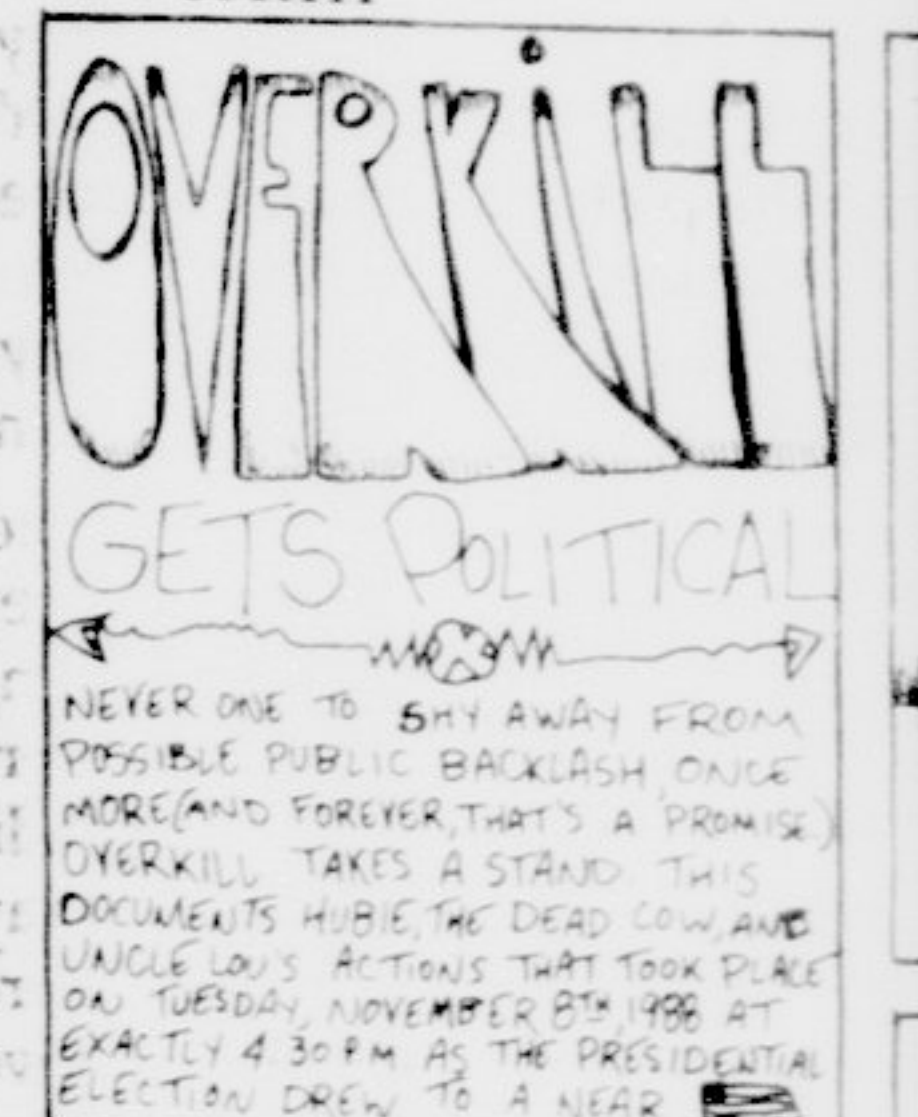 OVERKiLL
GETS POLITICAL
NEVER ONE TO SHY AWAY FROM
POSSIBLE PUBLIC BACKLASH, ONCE
MORE (AND FOREVER, THAT'S A PROMISE)
OVERKILL TAKES A STAND. THIS
DOCUMENTS HUBIE, THE DEAD COW, AND
UNCLE LOU'S ACTIONS THAT TOOK PLACE
ON TUESDAY, NOVEMBER 8TH, 1988 AT
EXACTLY 4:30 PM AS THE PRESIDENTIAL
ELECTION DREW TO A NEAR